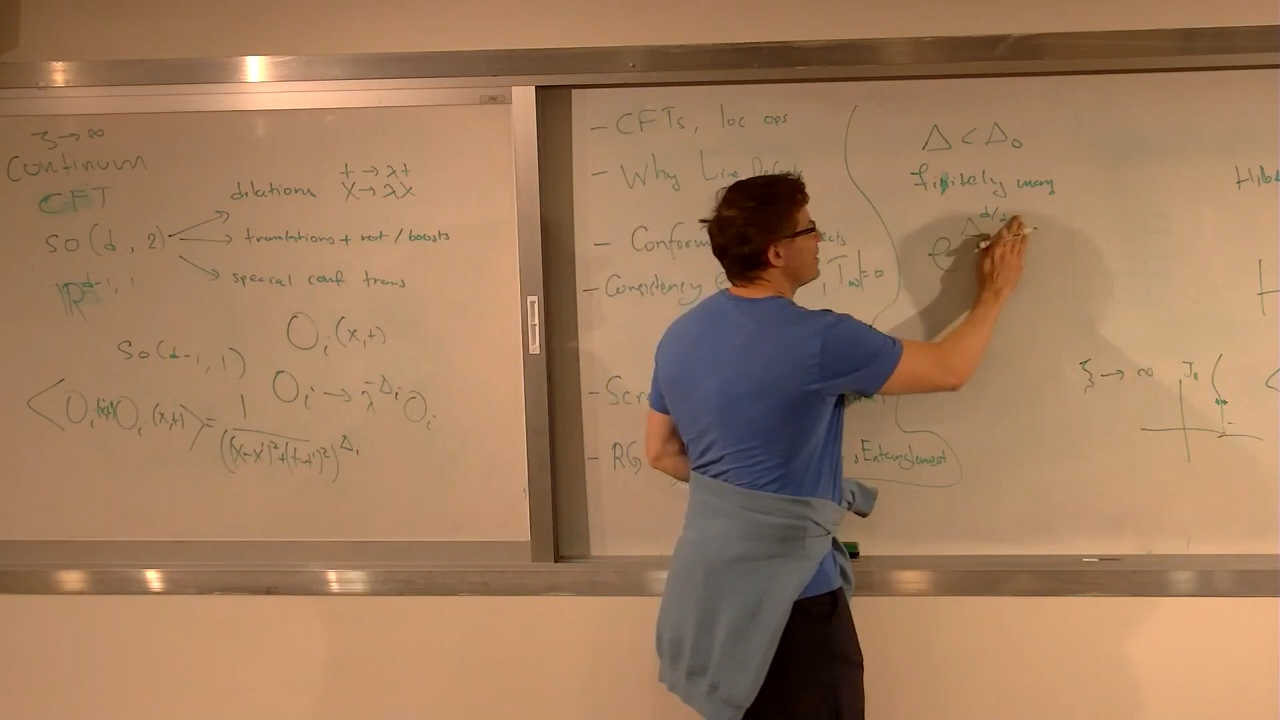 ξ → ∞
Continuum
CFT
dilations t → λt
x → λx
so(d, 2) translations + rot / boosts
special conf trans
ℝ^{d-1, 1}
O_i (x,t)
so(d-1, 1)
O_i → λ^{-Δ_i} O_i
⟨O_i(x,t) O_i (x,t)⟩ = 1 / ((x-x')²+(t-t')²)^{Δ_i}
– CFTs, loc ops
– Why Line Defects
– Conform
– Consistency
= 0
– Scr
– RG , Entanglement
Δ < Δ_0
finitely many
e^{Δ^{d/
ξ → ∞